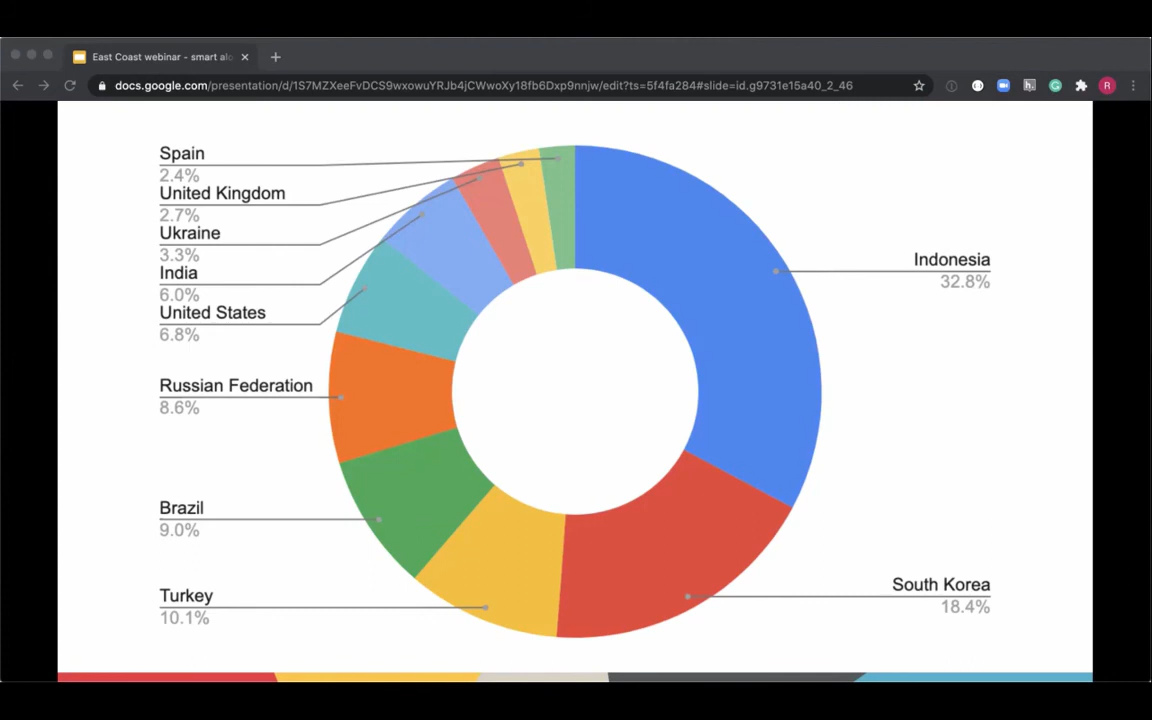 East Coast webinar - smart al
docs.google.com/presentation/d/1S7MZXeeFvDCS9wxowuYRJb4jCWwoXy18fb6Dxp9nnjw/edit?ts=5f4fa284#slide=id.g9731e15a40_2_46
h.
R
Spain
2.4%
United Kingdom
2.7%
Ukraine
3.3%
India
6.0%
United States
6.8%
Russian Federation
8.6%
Brazil
9.0%
Turkey
10.1%
Indonesia
32.8%
South Korea
18.4%